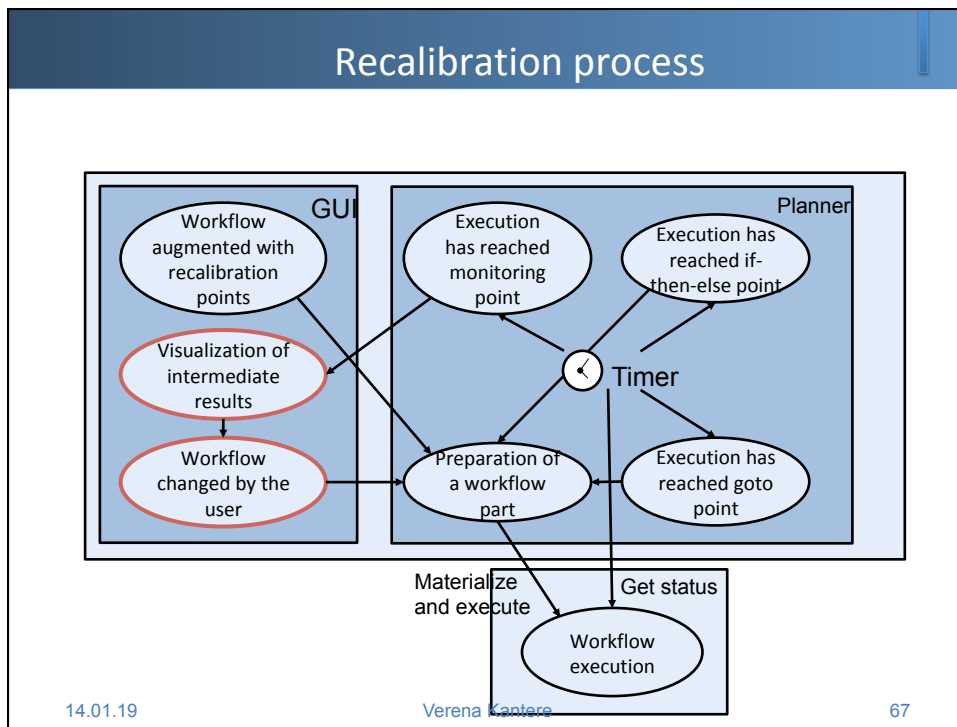 Recalibration process
GUI
Workflow
augmented with
recalibration
points
Visualization of
intermediate
results
Workflow
changed by the
user
Planner
Execution
has reached
monitoring
point
Execution has
reached if-
then-else point
Timer
Preparation of
a workflow
part
Execution has
reached goto
point
Materialize
and execute
Get status
Workflow
execution
14.01.19
Verena Kantere
67